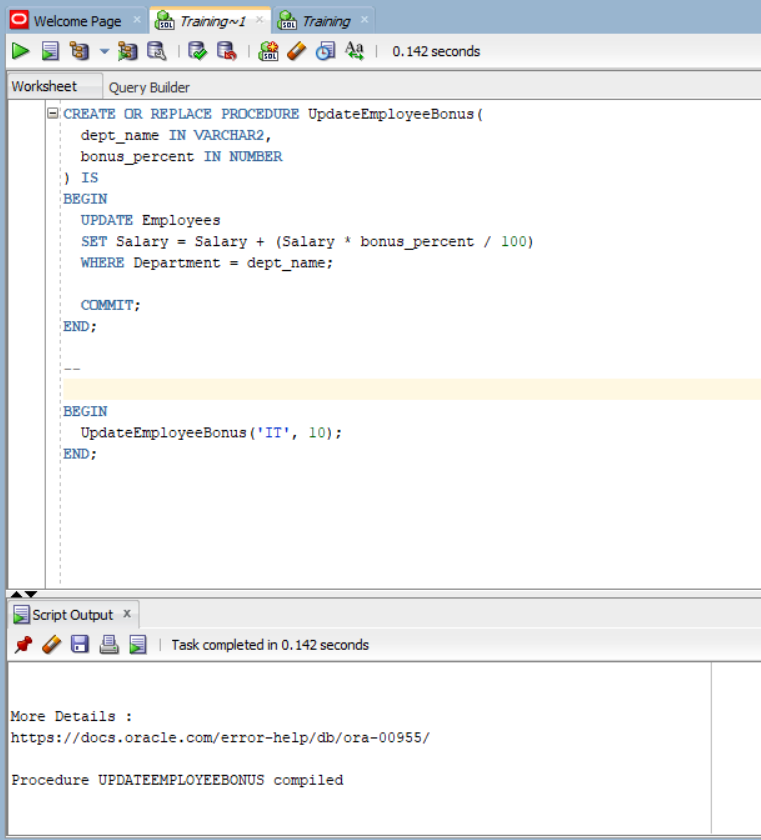 Welcome Page
Training~1
Training
0.142 seconds
Worksheet Query Builder
CREATE OR REPLACE PROCEDURE UpdateEmployeeBonus(
dept_name IN VARCHAR2,
bonus_percent IN NUMBER
) IS
BEGIN
UPDATE Employees
SET Salary = Salary + (Salary * bonus_percent / 100)
WHERE Department = dept_name;
COMMIT;
END;
--
BEGIN
UpdateEmployeeBonus('IT', 10);
END;
Script Output x
Task completed in 0.142 seconds
More Details :
https://docs.oracle.com/error-help/db/ora-00955/
Procedure UPDATEEMPLOYEEBONUS compiled